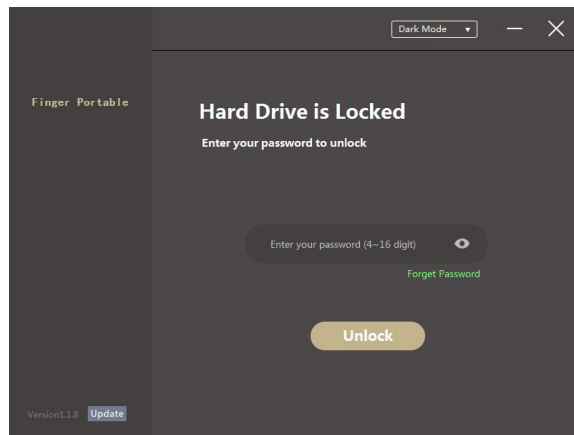 Dark Mode
Finger Portable
Hard Drive is Locked
Enter your password to unlock
Enter your password (4~16 digit)
Forget Password
Unlock
Version1.1.8 Update